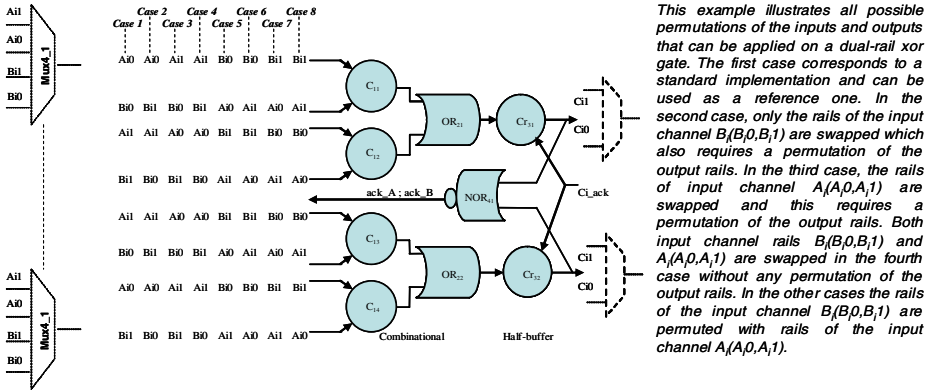 Ai1
Ai0
Bi1
Bi0
Mux4_1
Case 2 Case 4 Case 6 Case 8
Case 1 Case 3 Case 5 Case 7
Ai0 Ai0 Ai1 Ai1 Bi0 Bi0 Bi1 Bi1
C11
Bi0 Bi1 Bi0 Bi1 Ai0 Ai1 Ai0 Ai1
Ai1 Ai1 Ai0 Ai0 Bi1 Bi1 Bi0 Bi0
C12
Bi1 Bi0 Bi1 Bi0 Ai1 Ai0 Ai1 Ai0
OR21
Cr31
Ci1
Ci0
ack_A ; ack_B
NOR41
Ci_ack
Ai1 Ai1 Ai0 Ai0 Bi1 Bi1 Bi0 Bi0
C13
Bi0 Bi1 Bi0 Bi1 Ai0 Ai1 Ai0 Ai1
Ai0 Ai0 Ai1 Ai1 Bi0 Bi0 Bi1 Bi1
C14
Bi1 Bi0 Bi1 Bi0 Ai1 Ai0 Ai1 Ai0
OR22
Cr32
Ci1
Ci0
Combinational
Half-buffer
Ai1
Ai0
Bi1
Bi0
Mux4_1
This example illustrates all possible
permutations of the inputs and outputs
that can be applied on a dual-rail xor
gate. The first case corresponds to a
standard implementation and can be
used as a reference one. In the
second case, only the rails of the input
channel Bi(Bi0,Bi1) are swapped which
also requires a permutation of the
output rails. In the third case, the rails
of input channel Ai(Ai0,Ai1) are
swapped and this requires a
permutation of the output rails. Both
input channel rails Bi(Bi0,Bi1) and
Ai(Ai0,Ai1) are swapped in the fourth
case without any permutation of the
output rails. In the other cases the rails
of the input channel Bi(Bi0,Bi1) are
permuted with rails of the input
channel Ai(Ai0,Ai1).